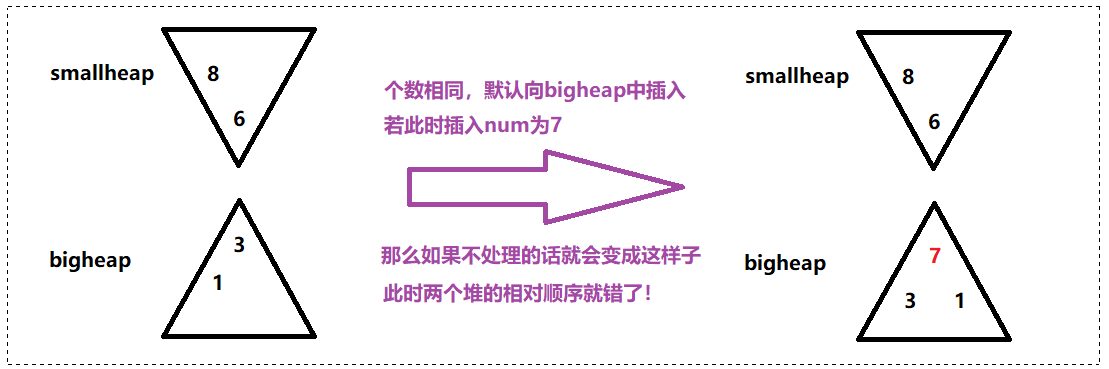 smallheap
8
6
bigheap
3
1
个数相同，默认向bigheap中插入
若此时插入num为7
那么如果不处理的话就会变成这样子
此时两个堆的相对顺序就错了！
smallheap
8
6
bigheap
7
3 1